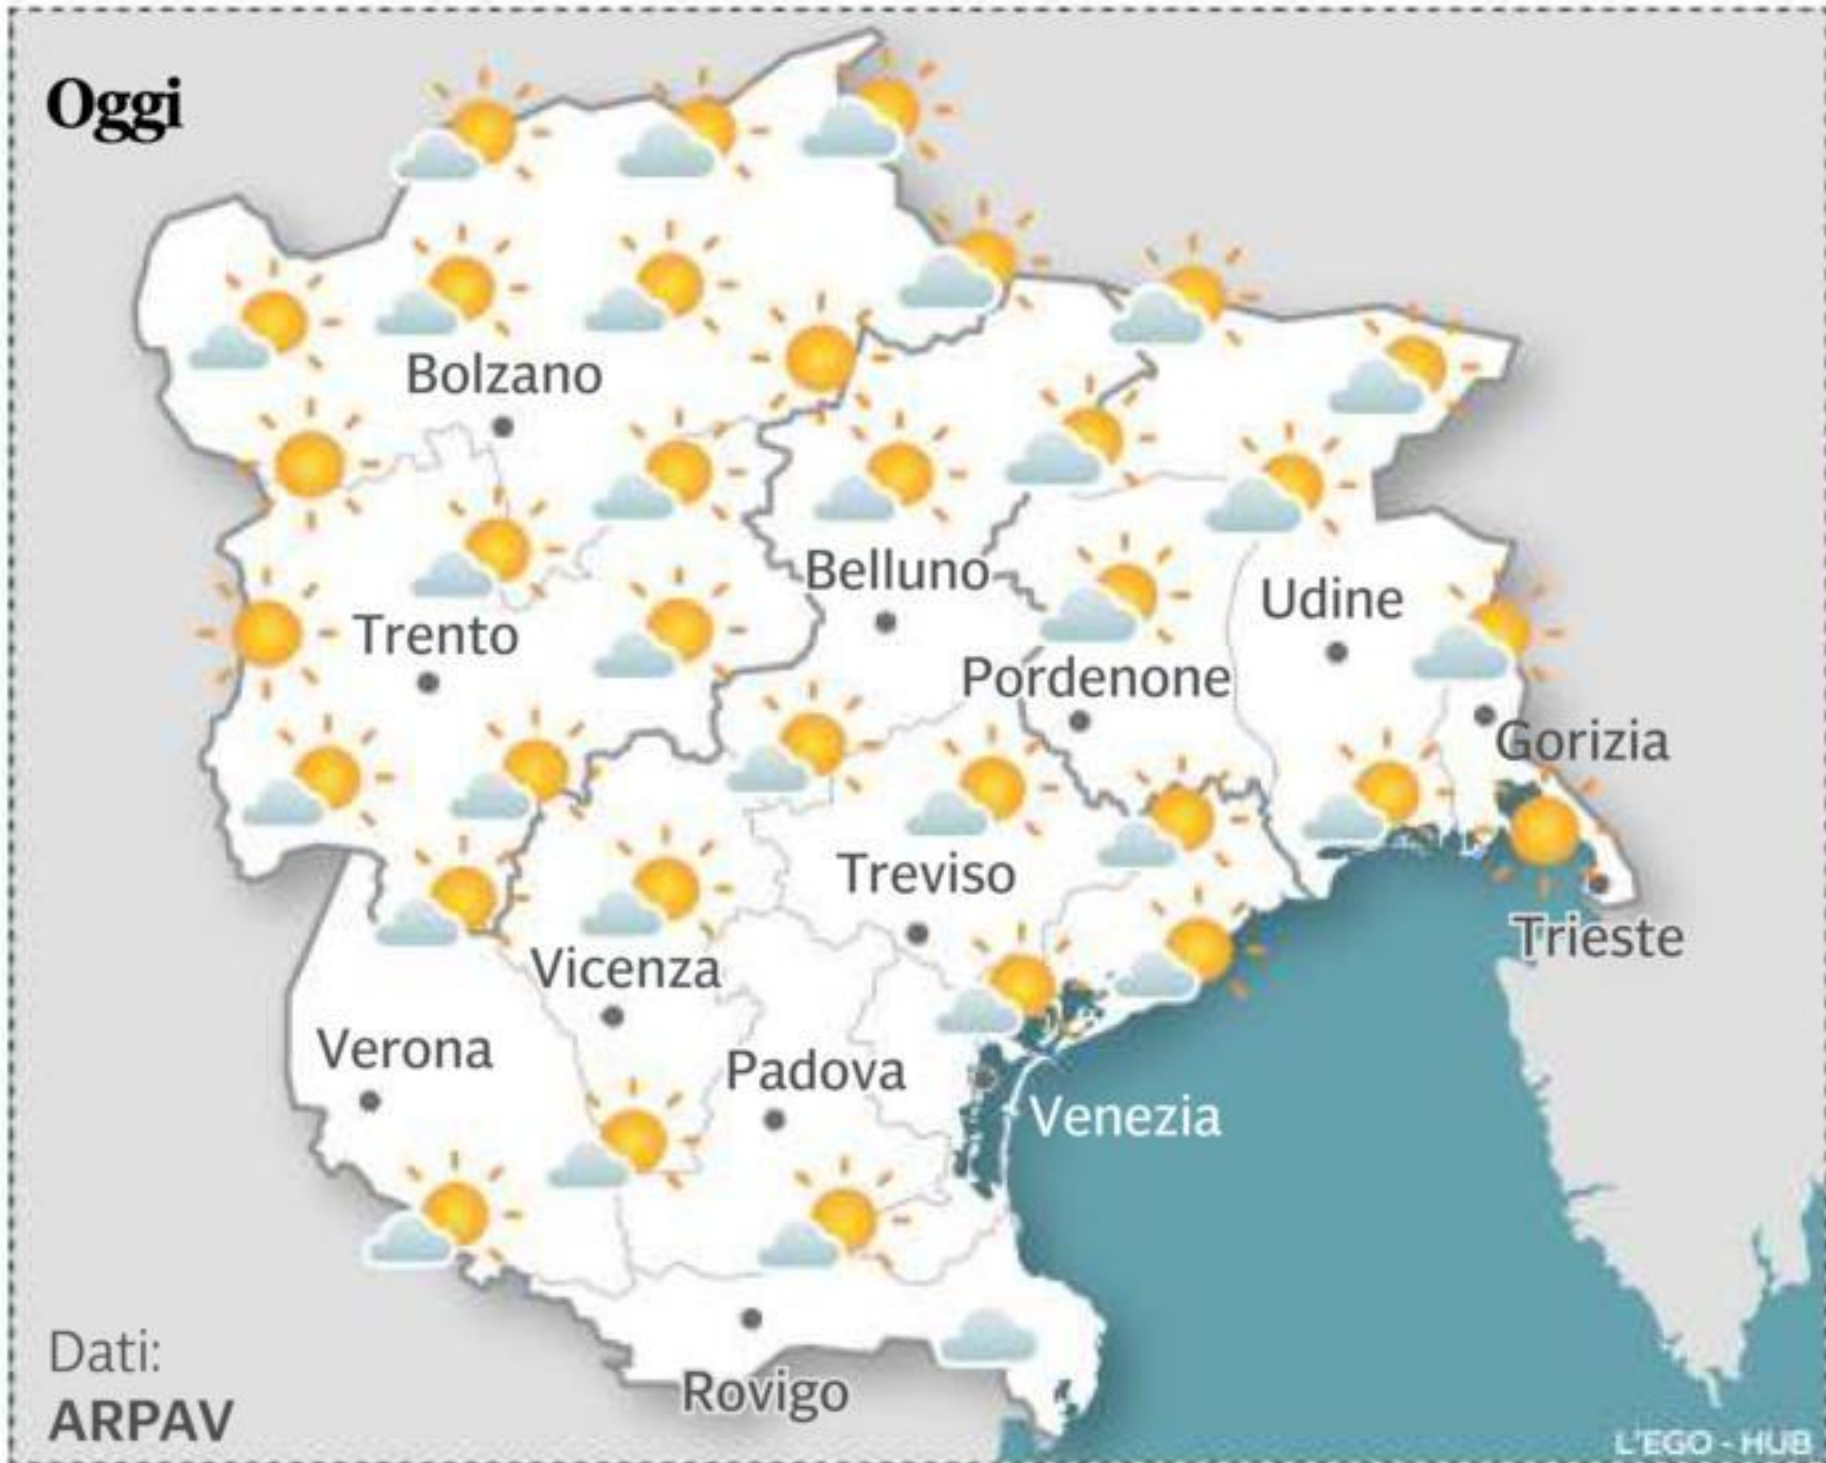 Oggi
Bolzano
Belluno
Udine
Trento
Pordenone
Gorizia
Treviso
Trieste
Vicenza
Verona
Padova
Venezia
Dati:
ARPAV
Rovigo
L'EGO - HUB